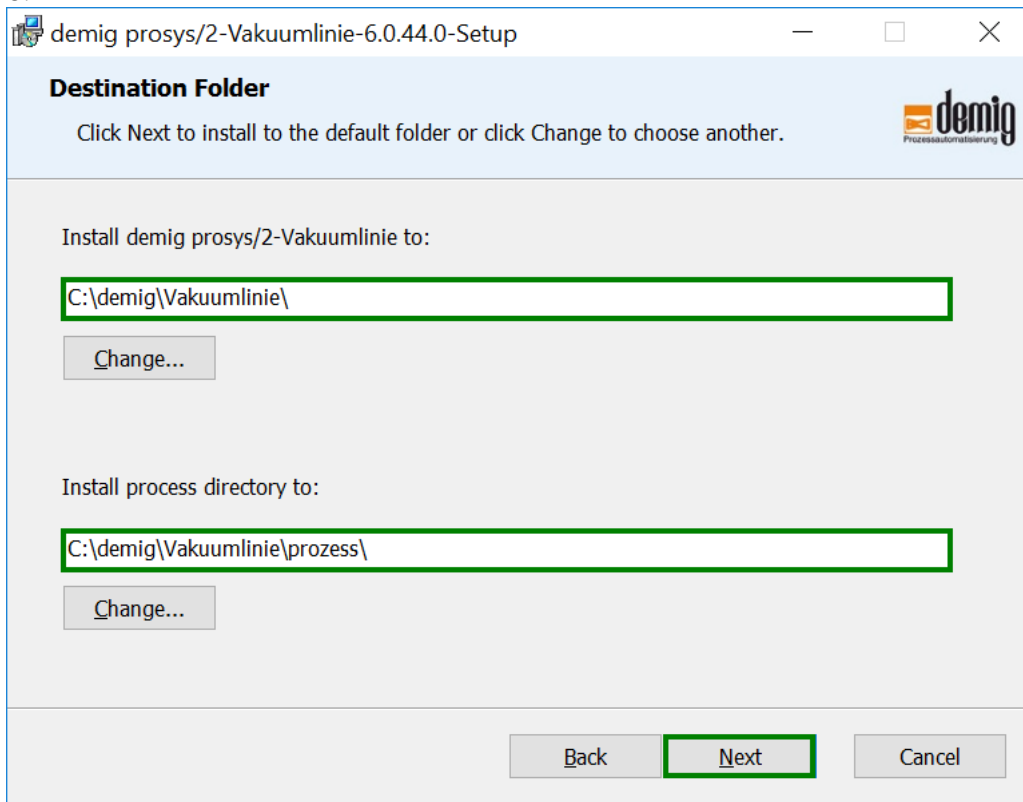 demig prosys/2-Vakuumlinie-6.0.44.0-Setup
Destination Folder
Click Next to install to the default folder or click Change to choose another.
demig
Prozessautomatisierung
Install demig prosys/2-Vakuumlinie to:
C:\demig\Vakuumlinie\
Change...
Install process directory to:
C:\demig\Vakuumlinie\prozess\
Change...
Back Next Cancel